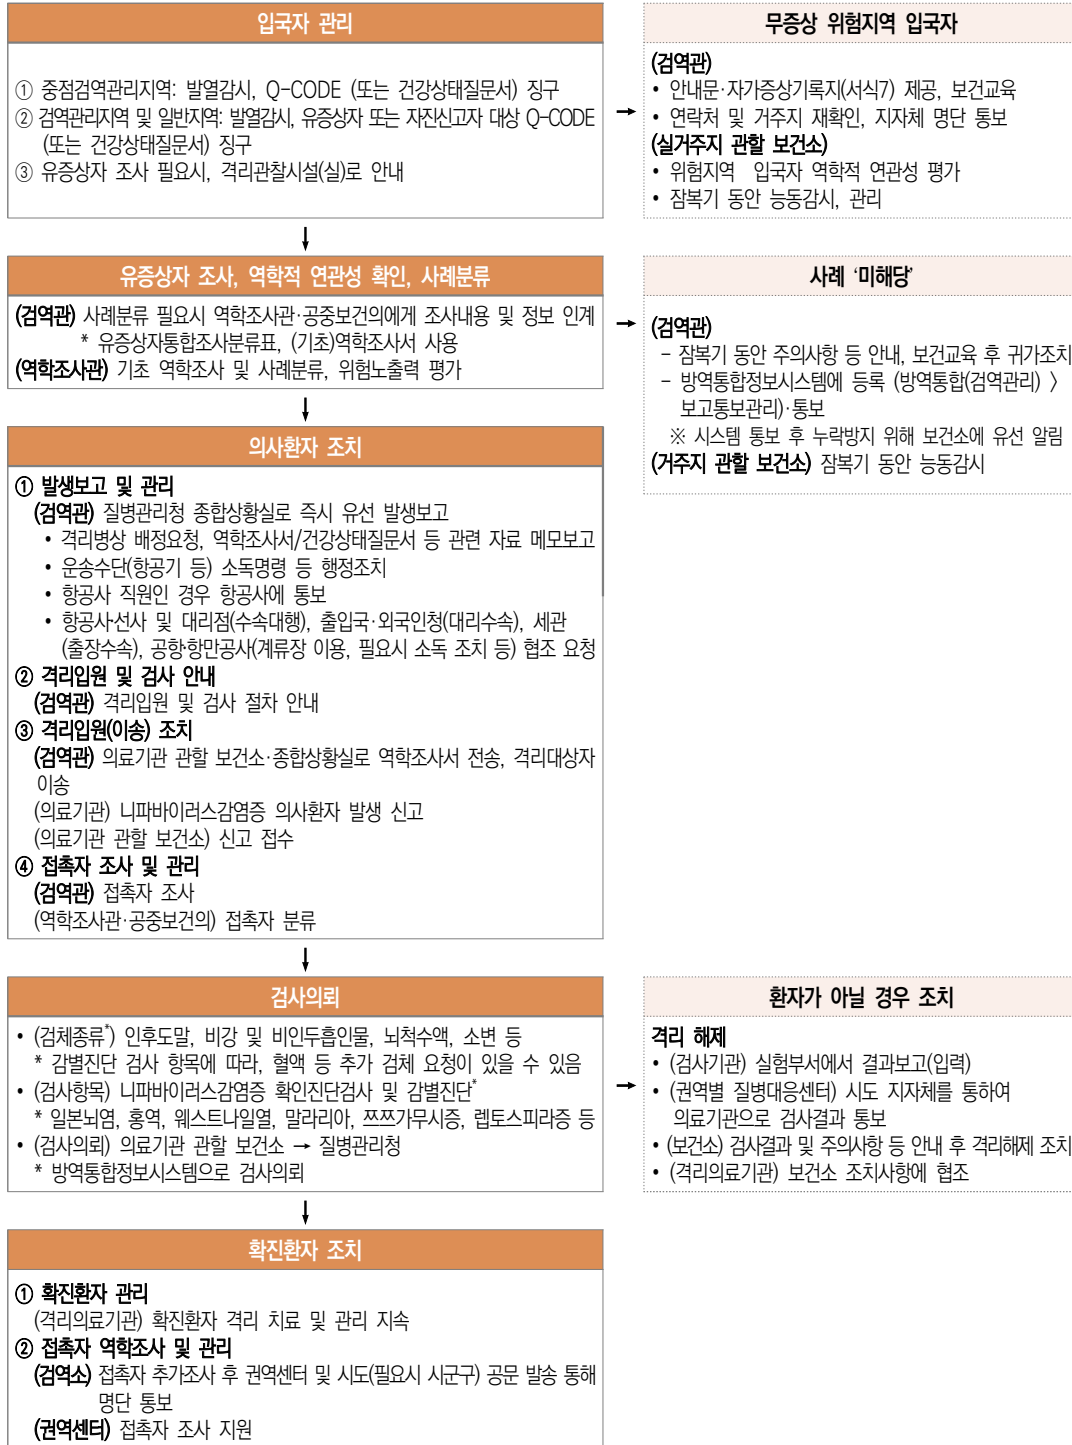 입국자 관리
① 중점검역관리지역: 발열감시, Q-CODE (또는 건강상태질문서) 징구
② 검역관리지역 및 일반지역: 발열감시, 유증상자 또는 자진신고자 대상 Q-CODE
(또는 건강상태질문서) 징구
③ 유증상자 조사 필요시, 격리관찰시설(실)로 안내
→
무증상 위험지역 입국자
(검역관)
• 안내문·자가증상기록지(서식7) 제공, 보건교육
• 연락처 및 거주지 재확인, 지자체 명단 통보
(실거주지 관할 보건소)
• 위험지역 입국자 역학적 연관성 평가
• 잠복기 동안 능동감시, 관리
↓
유증상자 조사, 역학적 연관성 확인, 사례분류
(검역관) 사례분류 필요시 역학조사관·공중보건의에게 조사내용 및 정보 인계
* 유증상자통합조사분류표, (기초)역학조사서 사용
(역학조사관) 기초 역학조사 및 사례분류, 위험노출력 평가
→
사례 ‘미해당’
(검역관)
- 잠복기 동안 주의사항 등 안내, 보건교육 후 귀가조치
- 방역통합정보시스템에 등록 (방역통합(검역관리) 〉
보고통보관리)·통보
※ 시스템 통보 후 누락방지 위해 보건소에 유선 알림
(거주지 관할 보건소) 잠복기 동안 능동감시
↓
의사환자 조치
① 발생보고 및 관리
(검역관) 질병관리청 종합상황실로 즉시 유선 발생보고
• 격리병상 배정요청, 역학조사서/건강상태질문서 등 관련 자료 메모보고
• 운송수단(항공기 등) 소독명령 등 행정조치
• 항공사 직원인 경우 항공사에 통보
• 항공사·선사 및 대리점(수속대행), 출입국·외국인청(대리수속), 세관
(출장수속), 공항·항만공사(계류장 이용, 필요시 소독 조치 등) 협조 요청
② 격리입원 및 검사 안내
(검역관) 격리입원 및 검사 절차 안내
③ 격리입원(이송) 조치
(검역관) 의료기관 관할 보건소·종합상황실로 역학조사서 전송, 격리대상자
이송
(의료기관) 니파바이러스감염증 의사환자 발생 신고
(의료기관 관할 보건소) 신고 접수
④ 접촉자 조사 및 관리
(검역관) 접촉자 조사
(역학조사관·공중보건의) 접촉자 분류
↓
검사의뢰
• (검체종류*) 인후도말, 비강 및 비인두흡인물, 뇌척수액, 소변 등
* 감별진단 검사 항목에 따라, 혈액 등 추가 검체 요청이 있을 수 있음
• (검사항목) 니파바이러스감염증 확인진단검사 및 감별진단*
* 일본뇌염, 홍역, 웨스트나일열, 말라리아, 쯔쯔가무시증, 렙토스피라증 등
• (검사의뢰) 의료기관 관할 보건소 → 질병관리청
* 방역통합정보시스템으로 검사의뢰
→
환자가 아닐 경우 조치
격리 해제
• (검사기관) 실험부서에서 결과보고(입력)
• (권역별 질병대응센터) 시도 지자체를 통하여
의료기관으로 검사결과 통보
• (보건소) 검사결과 및 주의사항 등 안내 후 격리해제 조치
• (격리의료기관) 보건소 조치사항에 협조
↓
확진환자 조치
① 확진환자 관리
(격리의료기관) 확진환자 격리 치료 및 관리 지속
② 접촉자 역학조사 및 관리
(검역소) 접촉자 추가조사 후 권역센터 및 시도(필요시 시군구) 공문 발송 통해
명단 통보
(권역센터) 접촉자 조사 지원